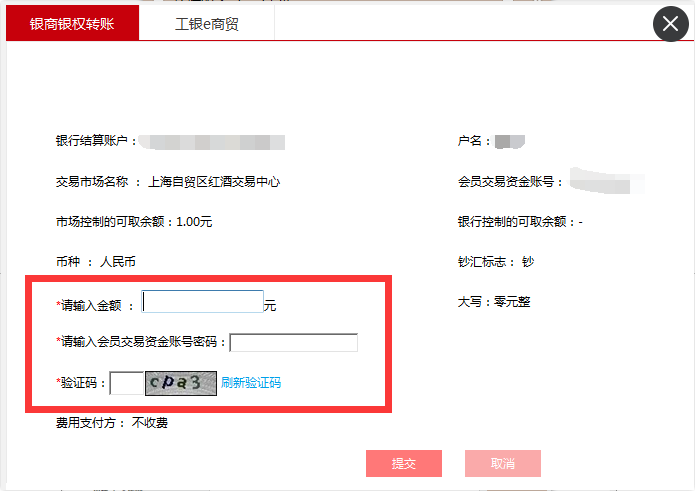 银商银权转账 工银e商贸
银行结算账户： 户名：
交易市场名称 ： 上海自贸区红酒交易中心 会员交易资金账号：
市场控制的可取余额：1.00元 银行控制的可取余额：-
币种 ： 人民币 钞汇标志： 钞
*请输入金额 ： 元 大写：零元整
*请输入会员交易资金账号密码：
*验证码： cpa3 刷新验证码
费用支付方： 不收费
提交 取消